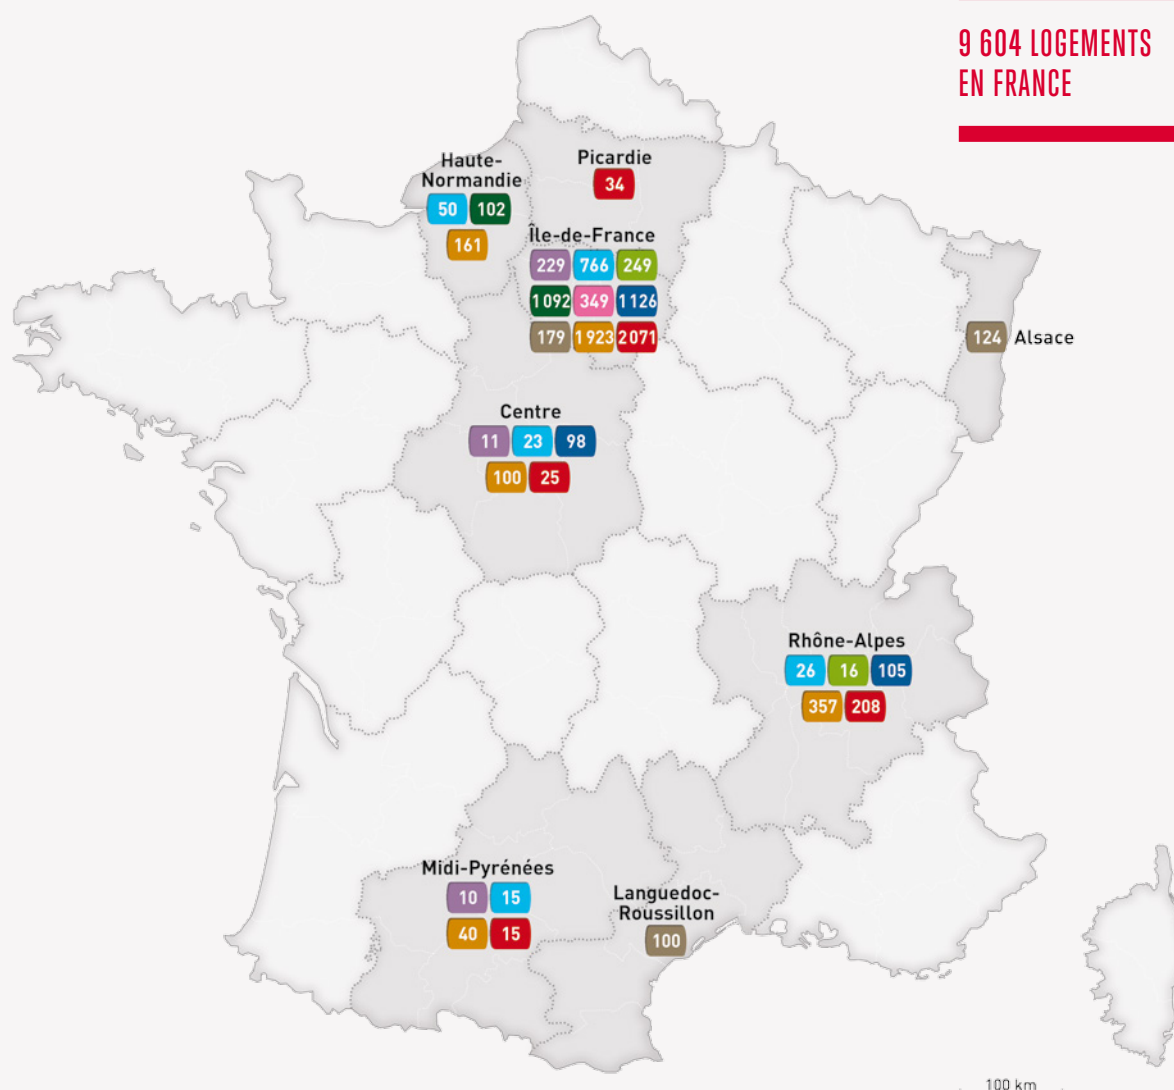 9 604 LOGEMENTS
EN FRANCE
Haute-
Normandie
50 102
161
Picardie
34
Île-de-France
229 766 249
1 092 349 1 126
179 1 923 2 071
124 Alsace
Centre
11 23 98
100 25
Rhône-Alpes
26 16 105
357 208
Midi-Pyrénées
10 15
40 15
Languedoc-
Roussillon
100
100 km